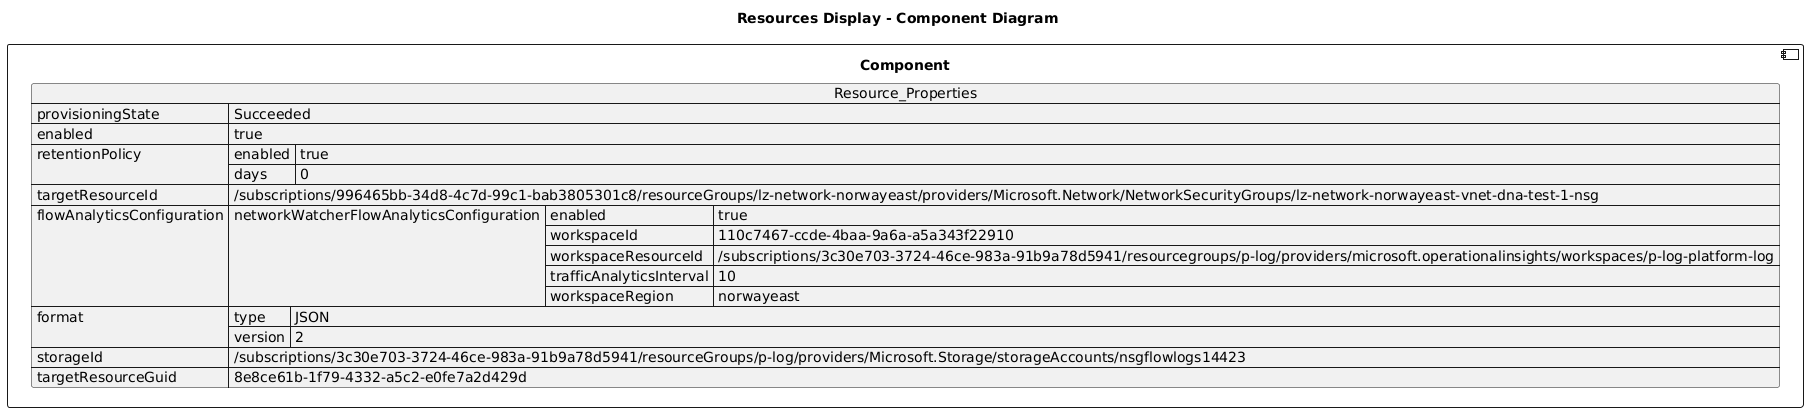 Resources Display - Component Diagram
Component
Resource_Properties
provisioningState Succeeded
enabled true
retentionPolicy enabled true
days 0
targetResourceId /subscriptions/996465bb-34d8-4c7d-99c1-bab3805301c8/resourceGroups/lz-network-norwayeast/providers/Microsoft.Network/NetworkSecurityGroups/lz-network-norwayeast-vnet-dna-test-1-nsg
flowAnalyticsConfiguration networkWatcherFlowAnalyticsConfiguration enabled true
workspaceId 110c7467-ccde-4baa-9a6a-a5a343f22910
workspaceResourceId /subscriptions/3c30e703-3724-46ce-983a-91b9a78d5941/resourcegroups/p-log/providers/microsoft.operationalinsights/workspaces/p-log-platform-log
trafficAnalyticsInterval 10
workspaceRegion norwayeast
format type JSON
version 2
storageId /subscriptions/3c30e703-3724-46ce-983a-91b9a78d5941/resourceGroups/p-log/providers/Microsoft.Storage/storageAccounts/nsgflowlogs14423
targetResourceGuid 8e8ce61b-1f79-4332-a5c2-e0fe7a2d429d